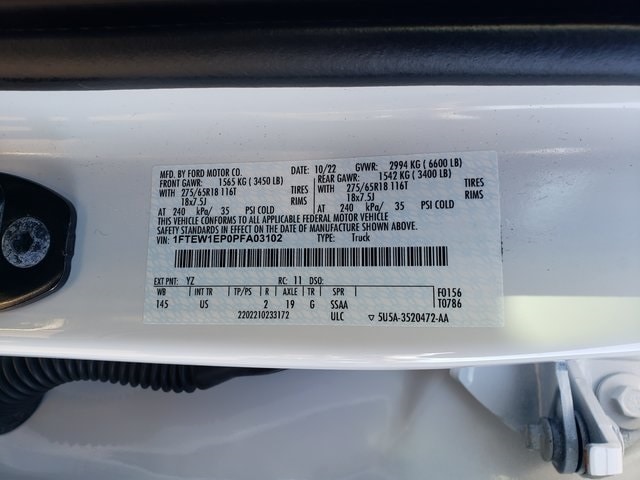 MFD. BY FORD MOTOR CO. DATE: 10/22 GVWR: 2994 KG ( 6600 LB)
FRONT GAWR: 1565 KG ( 3450 LB) REAR GAWR: 1542 KG ( 3400 LB)
WITH TIRES WITH TIRES
275/65R18 116T 275/65R18 116T
18x7.5J RIMS 18x7.5J RIMS
AT 240 kPa/ 35 PSI COLD AT 240 kPa/ 35 PSI COLD
THIS VEHICLE CONFORMS TO ALL APPLICABLE FEDERAL MOTOR VEHICLE
SAFETY STANDARDS IN EFFECT ON THE DATE OF MANUFACTURE SHOWN ABOVE.
VIN: 1FTEW1EP0PFA03102 TYPE: Truck
EXT PNT: YZ RC: 11 DSO: F0156
WB INT TR TP/PS R AXLE TR SPR T0786
145 US 2 19 G SSAA
2202210233172 ULC ▽ 5U5A-3520472-AA